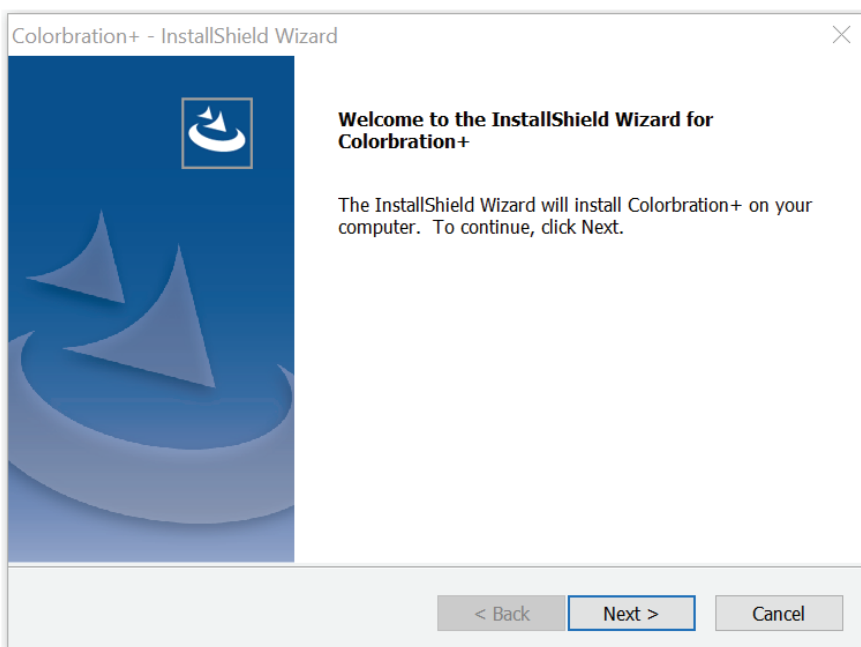 Colorbration+ - InstallShield Wizard
Welcome to the InstallShield Wizard for
Colorbration+
The InstallShield Wizard will install Colorbration+ on your
computer.  To continue, click Next.
< Back
Next >
Cancel